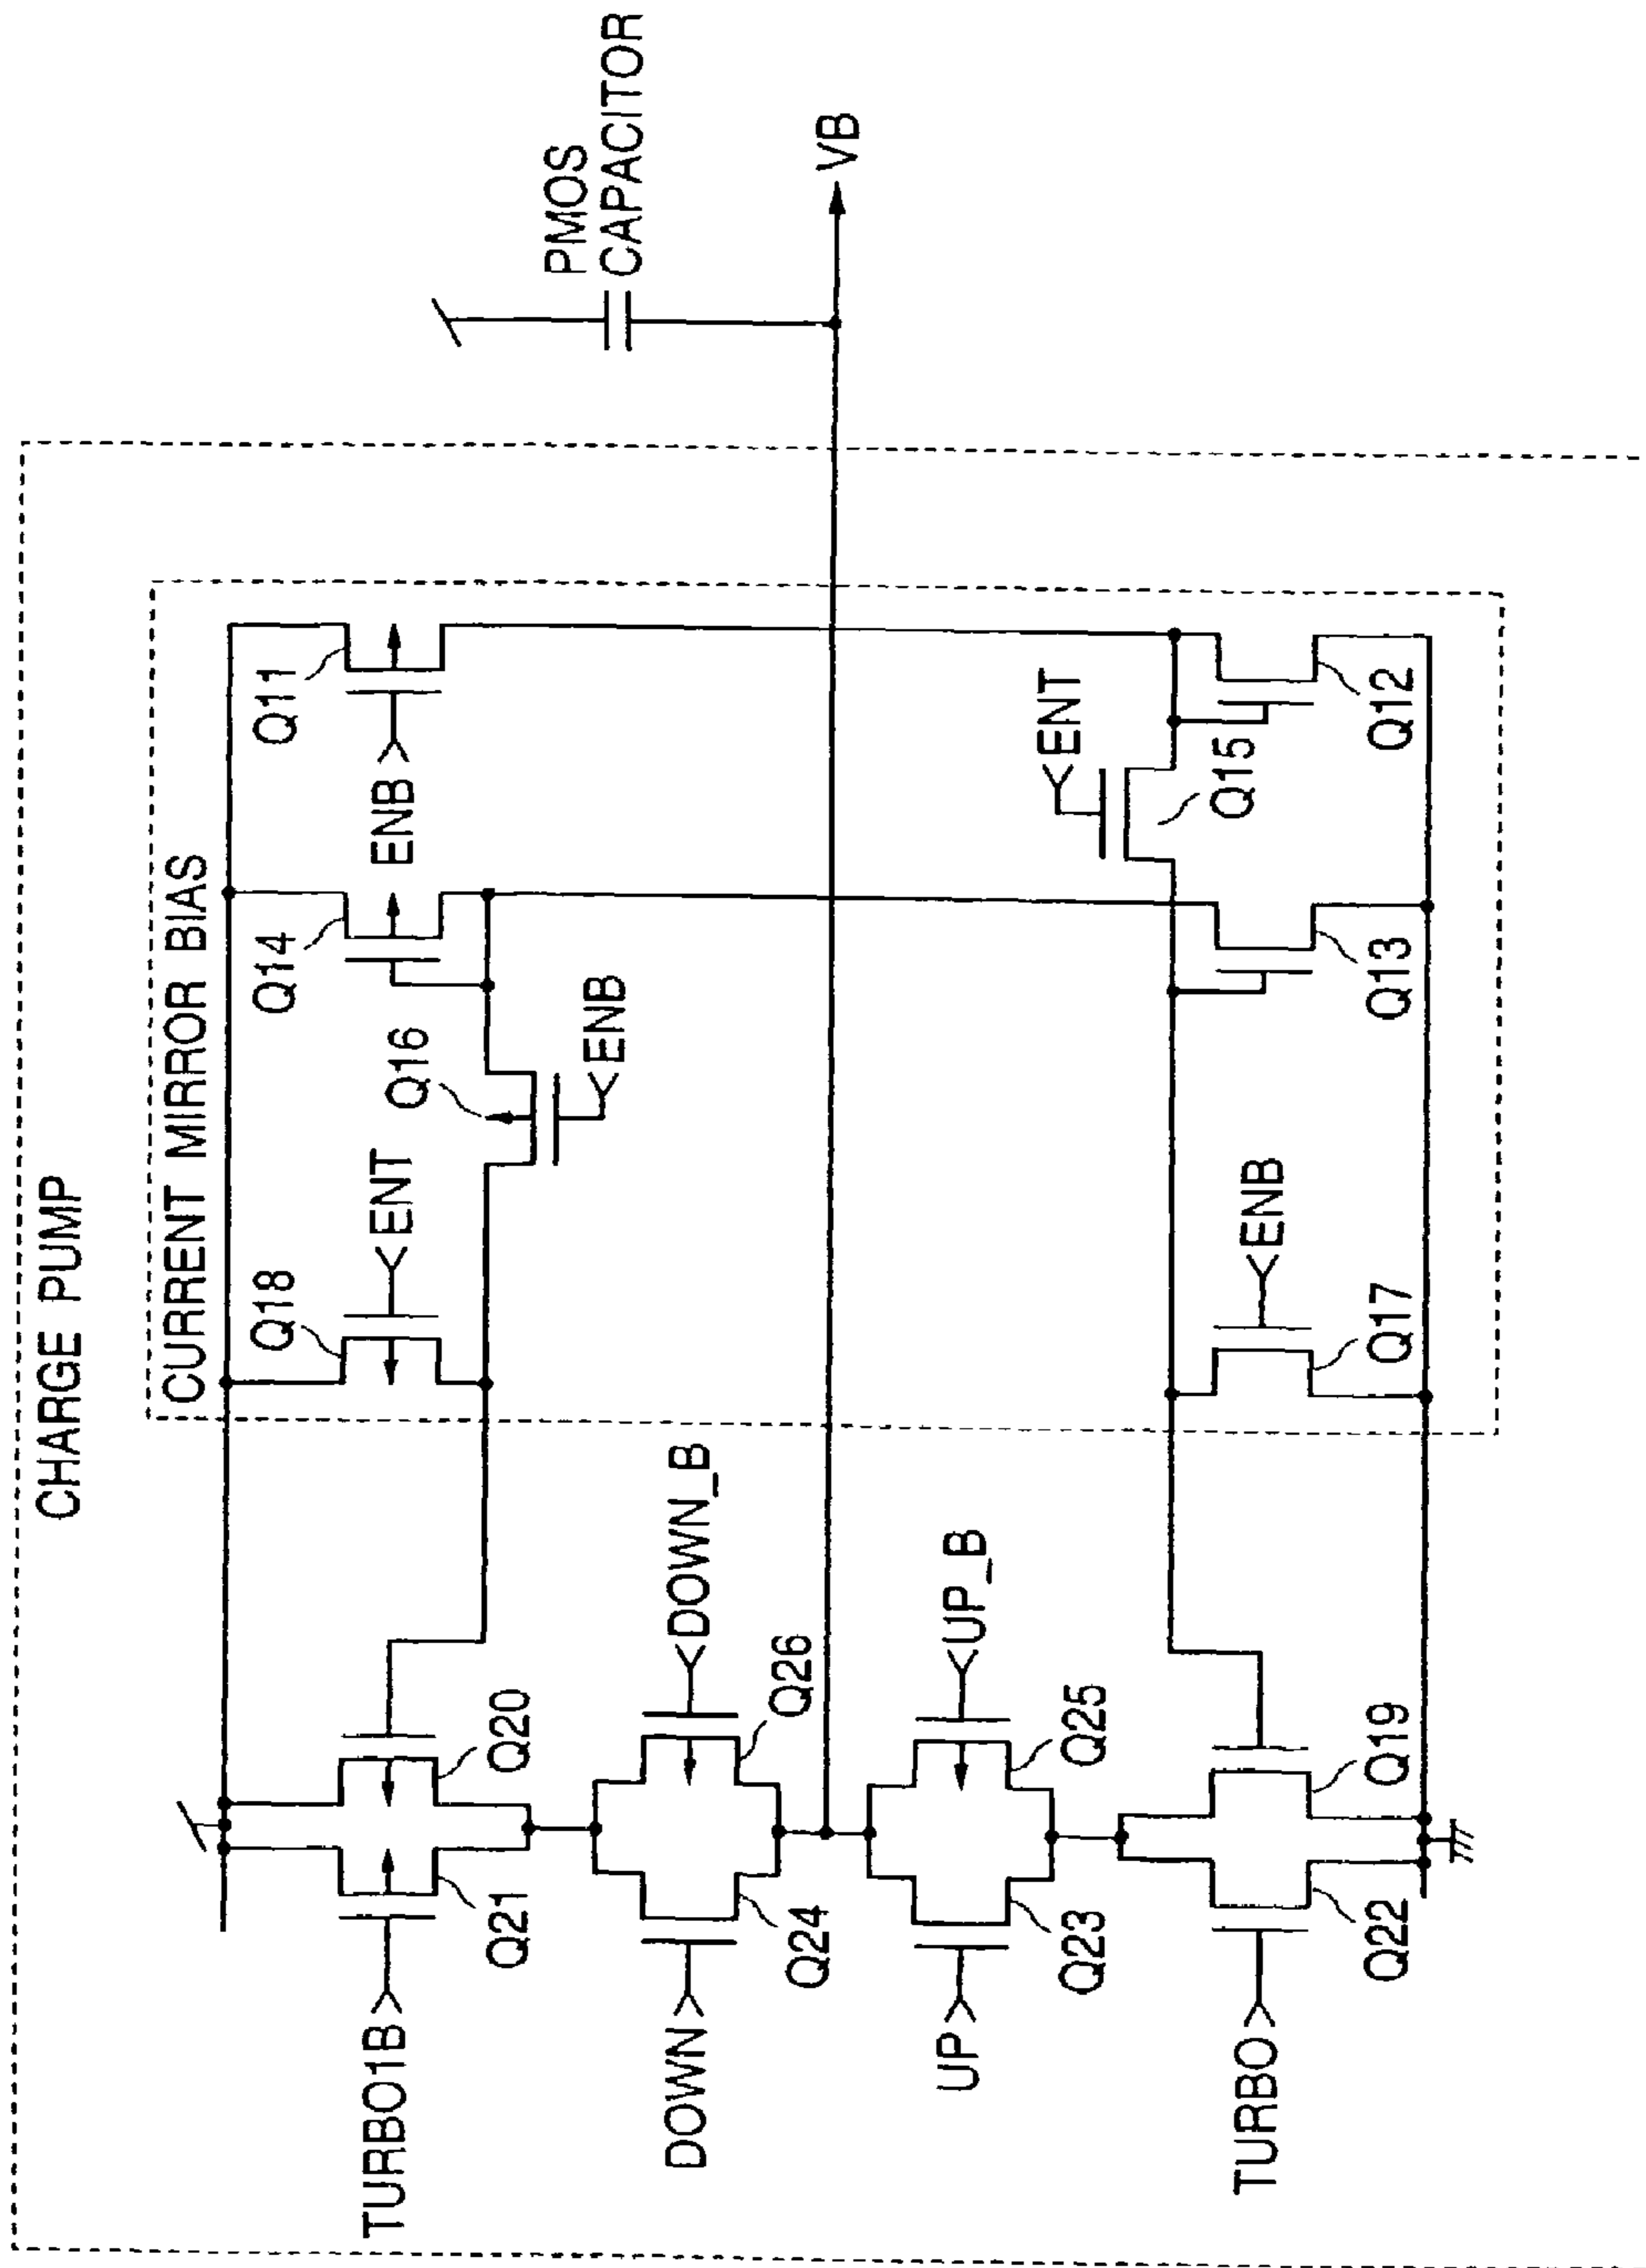 CHARGE PUMP
CURRENT MIRROR BIAS
PMOS
CAPACITOR
VB
TURBO1B
Q21
Q20
Q18
ENT
Q16
ENB
Q14
ENB
Q11
DOWN
Q24
Q26
DOWN_B
UP
Q23
Q25
UP_B
TURBO
Q22
Q19
Q17
ENB
Q13
Q15
ENT
Q12